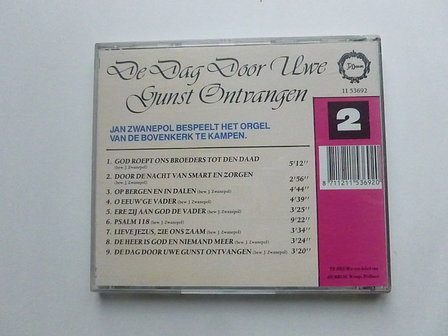 De Dag Door Uwe
Gunst Ontvangen
JAN ZWANEPOL BESPEELT HET ORGEL
VAN DE BOVENKERK TE KAMPEN.
1. GOD ROEPT ONS BROEDERS TOT DEN DAAD 5'12''
(bew. J. Zwanepol)
2. DOOR DE NACHT VAN SMART EN ZORGEN 2'56''
(bew. J. Zwanepol)
3. OP BERGEN EN IN DALEN (bew. J. Zwanepol) 4'44''
4. O EEUW'GE VADER (bew. J. Zwanepol) 4'39''
5. ERE ZIJ AAN GOD DE VADER (bew. J. Zwanepol) 3'25''
6. PSALM 118 (bew. J. Zwanepol) 9'22''
7. LIEVE JEZUS, ZIE ONS ZAAM (bew. J. Zwanepol) 3'34''
8. DE HEER IS GOD EN NIEMAND MEER (bew. J. Zwanepol) 3'24''
9. DE DAG DOOR UWE GUNST ONTVANGEN (bew. J. Zwanepol) 3'20''
11 53692
2
8 711211 536920